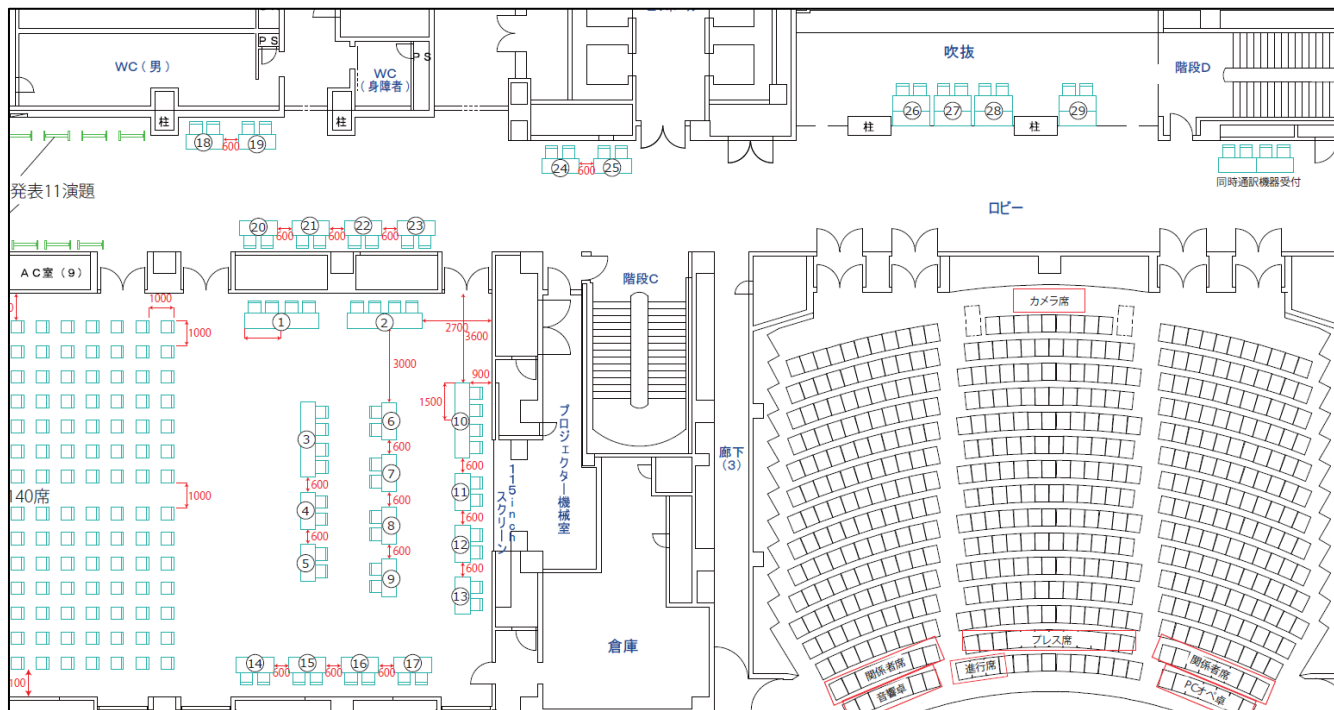 PS
WC（男）
WC
（身障者）
PS
吹抜
階段D
柱
柱
柱
柱
18
600
19
24
600
25
26
27
28
29
同時通訳機器受付
発表11演題
ロビー
20
600
21
600
22
600
23
AC室（9）
階段C
カメラ席
1000
1000
1
2
2700
3600
3000
900
1500
3
6
10
600
600
600
4
7
11
600
600
600
5
8
12
600
600
9
13
115inch
スクリーン
プロジェクター機械室
廊下
（3）
1000
140席
倉庫
14
600
15
600
16
600
17
100
プレス席
関係者席
進行席
関係者席
音響卓
PCオペ卓